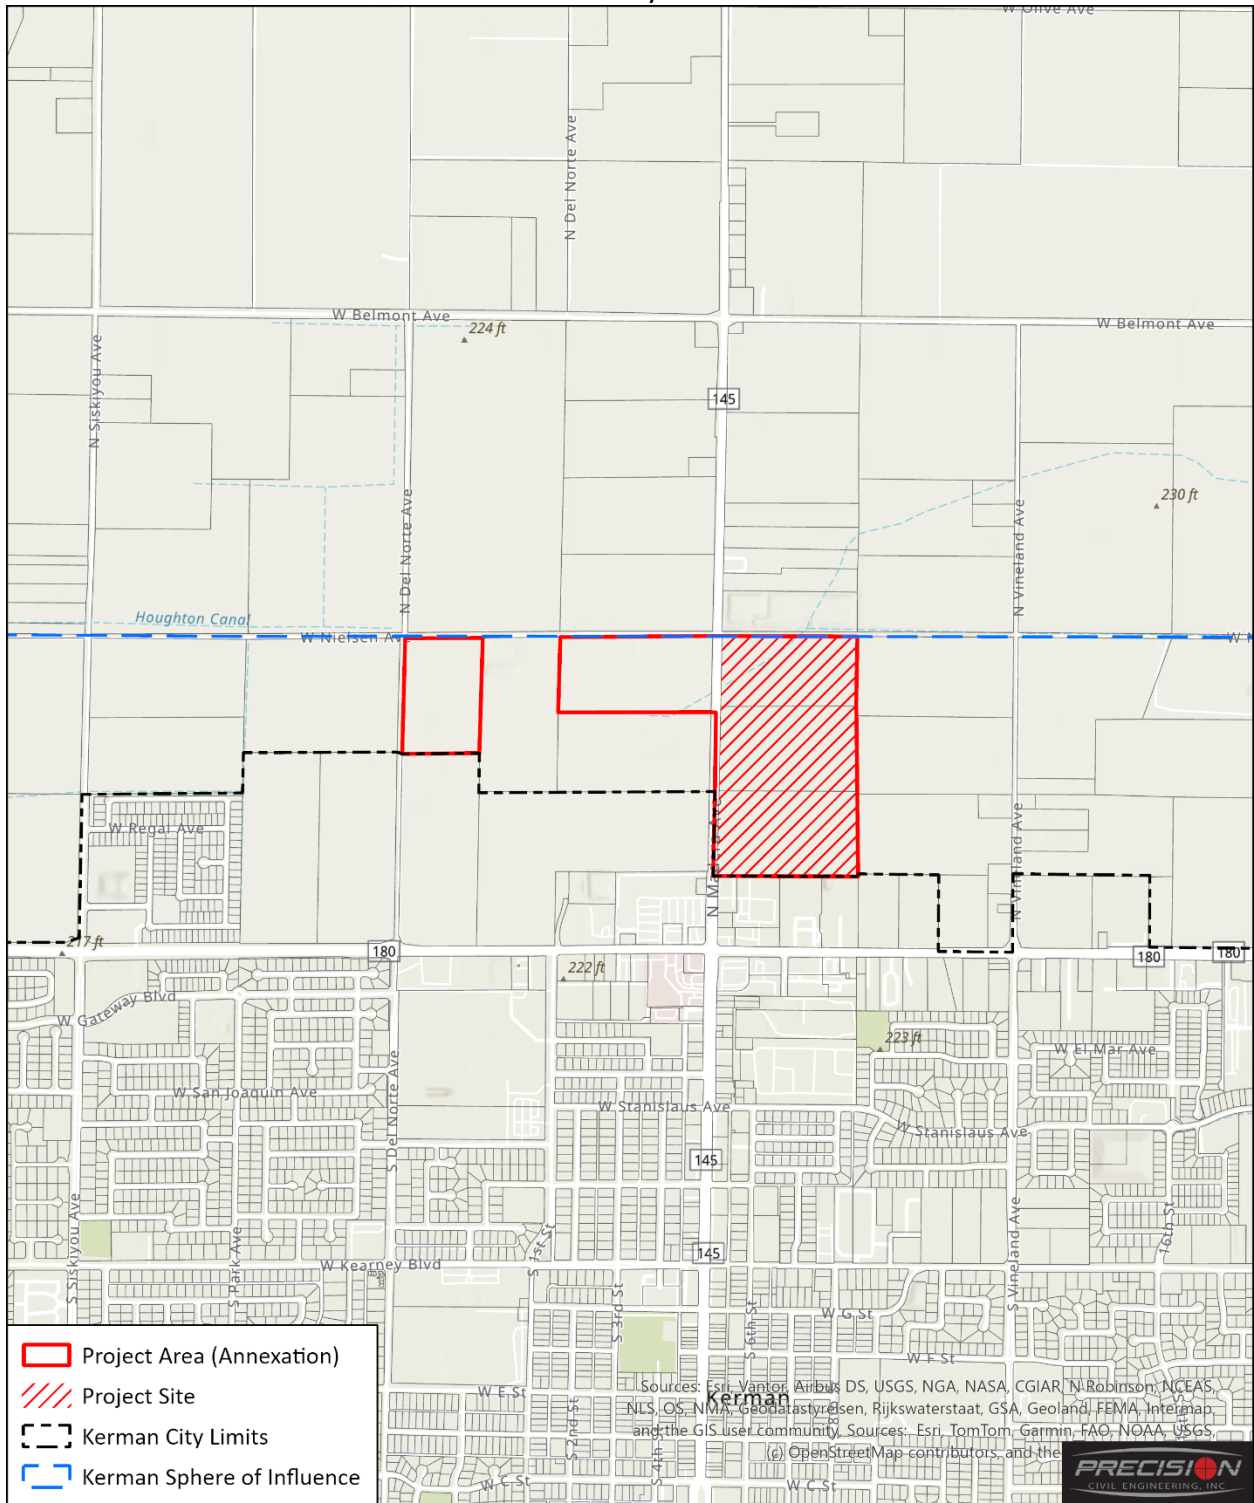 W Olive Ave
N Del Norte Ave
W Belmont Ave
224 ft
W Belmont Ave
N Siskiyou Ave
145
230 ft
N Del Norte Ave
N Vineland Ave
Houghton Canal
W Nielsen Av
W N
W Regal Ave
N Madera Ave
N Vineland Ave
217 ft
180
180
180
222 ft
W Gateway Blvd
223 ft
W El Mar Ave
W San Joaquin Ave
S Del Norte Ave
W Stanislaus Ave
W Stanislaus Ave
145
S Siskiyou Ave
S Park Ave
S 1st St
145
16th St
S Vineland Ave
W Kearney Blvd
S 3rd St
S 6th St
W G St
W F St
W E St
S 2nd St
S 4th St
Kerman
W C St
W C St
Project Area (Annexation)
Project Site
Kerman City Limits
Kerman Sphere of Influence
Sources: Esri, Vantor, Airbus DS, USGS, NGA, NASA, CGIAR, N Robinson, NCEAS,
NLS, OS, NMA, Geodatastyrelsen, Rijkswaterstaat, GSA, Geoland, FEMA, Intermap,
and the GIS user community, Sources: Esri, TomTom, Garmin, FAO, NOAA, USGS,
(c) OpenStreetMap contributors, and the
PRECISION
CIVIL ENGINEERING, INC